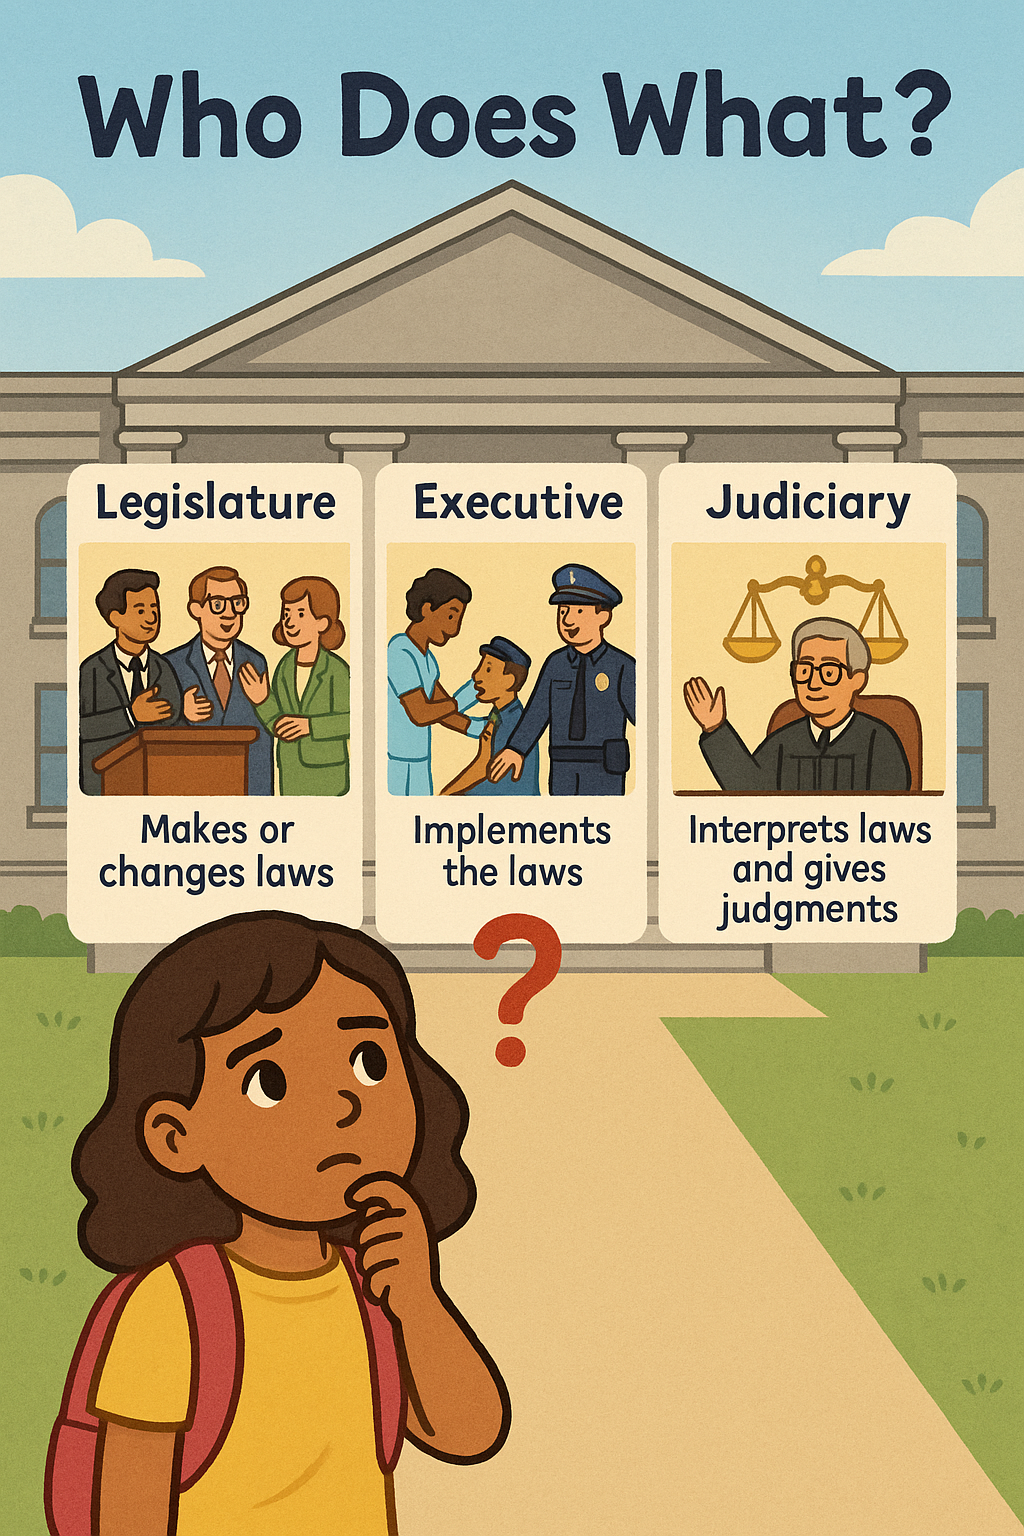 Who Does What?
Legislature
Executive
Judiciary
Makes or
changes laws
Implements
the laws
Interprets laws
and gives
judgments
?